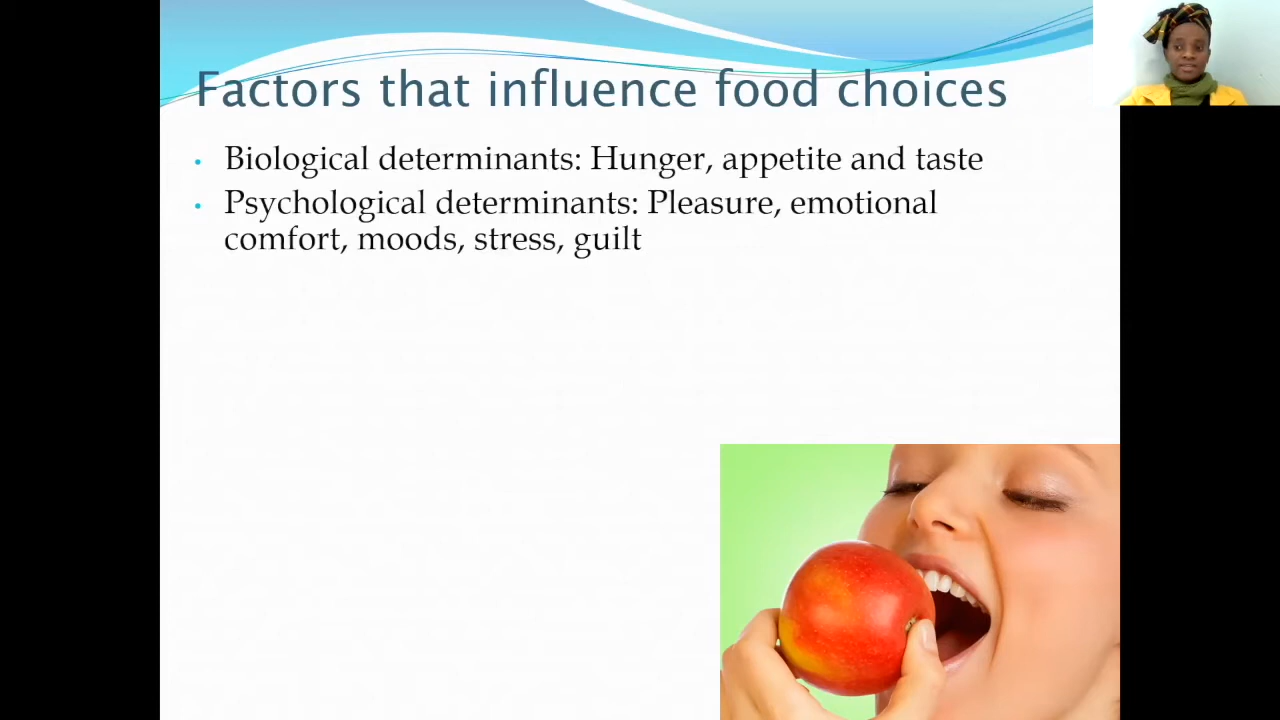 Factors that influence food choices
• Biological determinants: Hunger, appetite and taste
• Psychological determinants: Pleasure, emotional
comfort, moods, stress, guilt